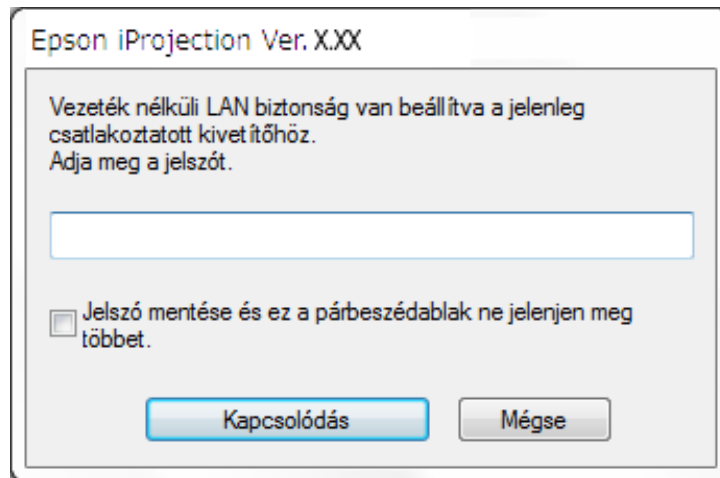 Epson iProjection Ver. X.XX
Vezeték nélküli LAN biztonság van beállítva a jelenleg
csatlakoztatott kivetítőhöz.
Adja meg a jelszót.
Jelszó mentése és ez a párbeszédablak ne jelenjen meg
többet.
Kapcsolódás
Mégse